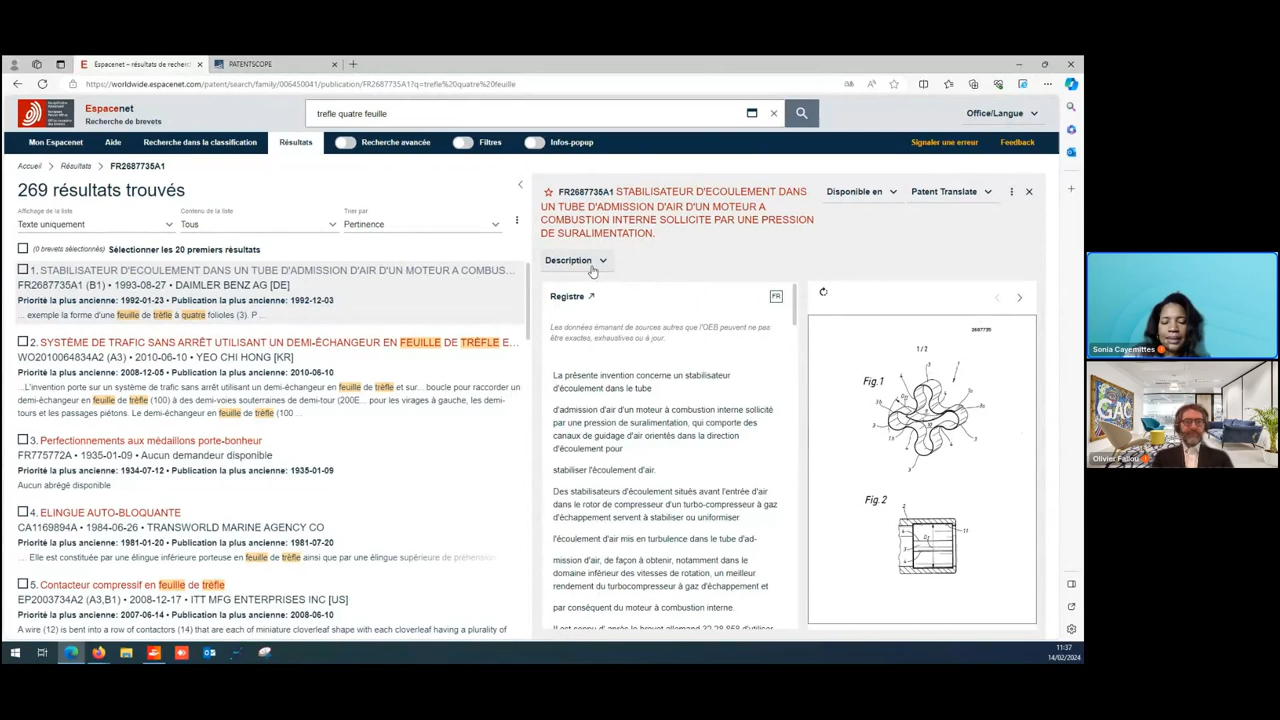 Espacenet – résultats de recherc
PATENTSCOPE
https://worldwide.espacenet.com/patent/search/family/006450041/publication/FR2687735A1?q=trefle%20quatre%20feuille
Espacenet
Recherche de brevets
trefle quatre feuille
Office/Langue
Mon Espacenet
Aide
Recherche dans la classification
Résultats
Recherche avancée
Filtres
Infos-popup
Signaler une erreur
Feedback
Accueil
Résultats
FR2687735A1
269 résultats trouvés
Affichage de la liste
Texte uniquement
Contenu de la liste
Tous
Trier par
Pertinence
(0 brevets sélectionnés) Sélectionner les 20 premiers résultats
1. STABILISATEUR D'ECOULEMENT DANS UN TUBE D'ADMISSION D'AIR D'UN MOTEUR A COMBUS...
FR2687735A1 (B1) • 1993-08-27 • DAIMLER BENZ AG [DE]
Priorité la plus ancienne: 1992-01-23 • Publication la plus ancienne: 1992-12-03
... exemple la forme d'une feuille de trèfle à quatre folioles (3). P ...
2. SYSTÈME DE TRAFIC SANS ARRÊT UTILISANT UN DEMI-ÉCHANGEUR EN FEUILLE DE TRÈFLE E...
WO2010064834A2 (A3) • 2010-06-10 • YEO CHI HONG [KR]
Priorité la plus ancienne: 2008-12-05 • Publication la plus ancienne: 2010-06-10
...L'invention porte sur un système de trafic sans arrêt utilisant un demi-échangeur en feuille de trèfle et sur... boucle pour raccorder un
demi-échangeur en feuille de trèfle (100) à des demi-voies souterraines de demi-tour (200E... pour les virages à gauche, les demi-
tours et les passages piétons. Le demi-échangeur en feuille de trèfle (100 ...
3. Perfectionnements aux médaillons porte-bonheur
FR775772A • 1935-01-09 • Aucun demandeur disponible
Priorité la plus ancienne: 1934-07-12 • Publication la plus ancienne: 1935-01-09
Aucun abrégé disponible
4. ELINGUE AUTO-BLOQUANTE
CA1169894A • 1984-06-26 • TRANSWORLD MARINE AGENCY CO
Priorité la plus ancienne: 1981-01-20 • Publication la plus ancienne: 1981-07-20
... Elle est constituée par une élingue inférieure porteuse en feuille de trèfle ainsi que par une élingue supérieure de préhension...
5. Contacteur compressif en feuille de trèfle
EP2003734A2 (A3,B1) • 2008-12-17 • ITT MFG ENTERPRISES INC [US]
Priorité la plus ancienne: 2007-06-14 • Publication la plus ancienne: 2008-06-10
A wire (12) is bent into a row of contactors (14) that are each of miniature cloverleaf shape with each cloverleaf having a plurality of
FR2687735A1 STABILISATEUR D'ECOULEMENT DANS
UN TUBE D'ADMISSION D'AIR D'UN MOTEUR A
COMBUSTION INTERNE SOLLICITE PAR UNE PRESSION
DE SURALIMENTATION.
Disponible en
Patent Translate
Description
Registre
FR
Les données émanant de sources autres que l'OEB peuvent ne pas
être exactes, exhaustives ou à jour.
La présente invention concerne un stabilisateur
d'écoulement dans le tube
d'admission d'air d'un moteur à combustion interne sollicité
par une pression de suralimentation, qui comporte des
canaux de guidage d'air orientés dans la direction
d'écoulement pour
stabiliser l'écoulement d'air.
Des stabilisateurs d'écoulement situés avant l'entrée d'air
dans le rotor de compresseur d'un turbo-compresseur à gaz
d'échappement servent à stabiliser ou uniformiser
l'écoulement d'air mis en turbulence dans le tube d'ad-
mission d'air, de façon à obtenir, notamment dans le
domaine inférieur des vitesses de rotation, un meilleur
rendement du turbocompresseur à gaz d'échappement et
par conséquent du moteur à combustion interne.
Il est connu d' après le brevet allemand 32 28 858 d'utiliser
2687735
1/2
Fig.1
Fig.2
11:37
14/02/2024
Sonia Cayemittes
GAC
Olivier Fallou